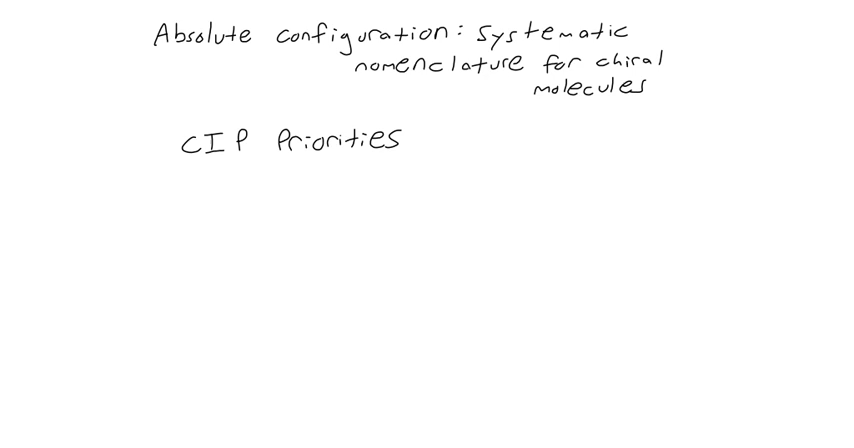 Absolute configuration: systematic
nomenclature for chiral
molecules
CIP Priorities